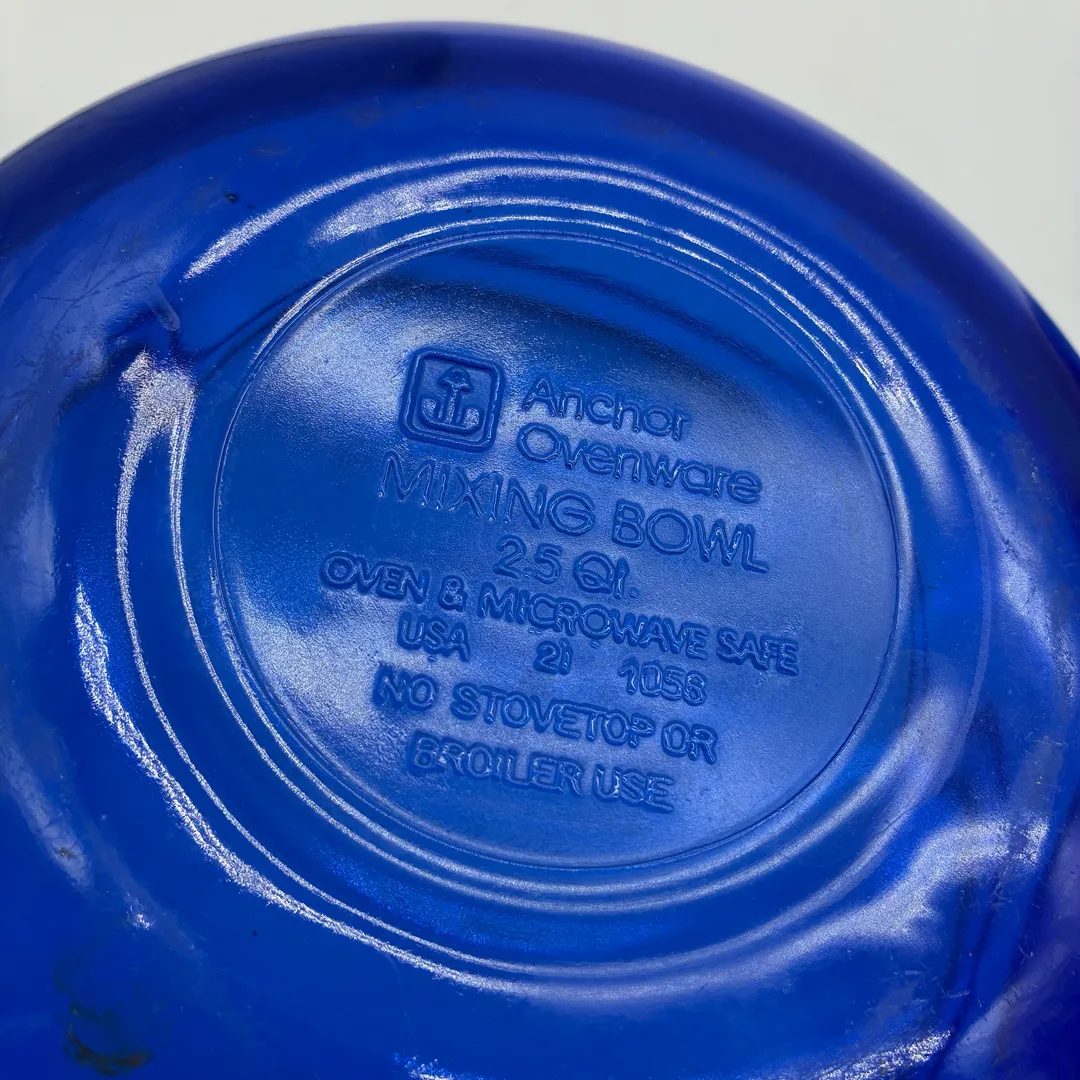 Anchor
Ovenware
MIXING BOWL
2.5 Qt.
OVEN & MICROWAVE SAFE
USA 21 1056
NO STOVETOP OR
BROILER USE